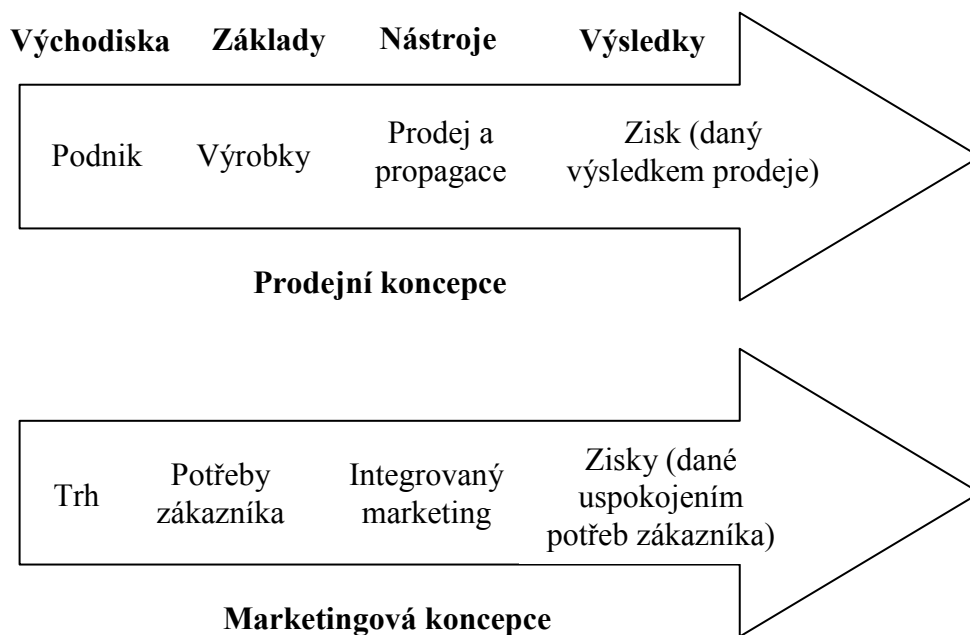 Východiska Základy Nástroje Výsledky
Podnik Výrobky Prodej a propagace Zisk (daný výsledkem prodeje)
Prodejní koncepce
Trh Potřeby zákazníka Integrovaný marketing Zisky (dané uspokojením potřeb zákazníka)
Marketingová koncepce